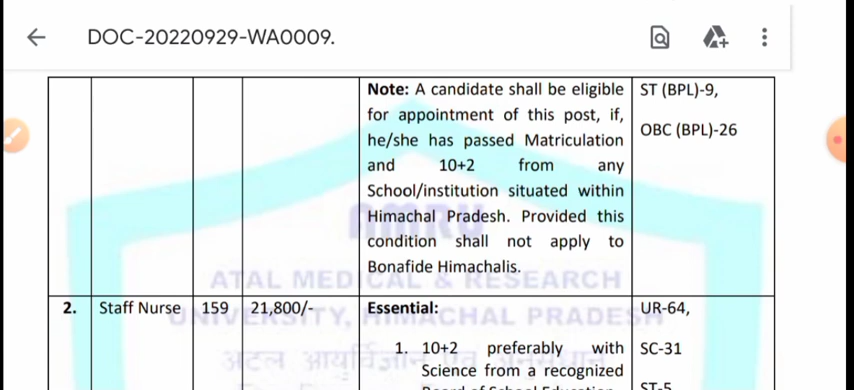 DOC-20220929-WA0009.
Note: A candidate shall be eligible
for appointment of this post, if,
he/she has passed Matriculation
and 10+2 from any
School/institution situated within
Himachal Pradesh. Provided this
condition shall not apply to
Bonafide Himachalis.
ST (BPL)-9,
OBC (BPL)-26
AMRU
ATAL MEDICAL & RESEARCH
UNIVERSITY, HIMACHAL PRADESH
2. Staff Nurse 159 21,800/- Essential: UR-64,
1. 10+2 preferably with
Science from a recognized
SC-31
ST-5